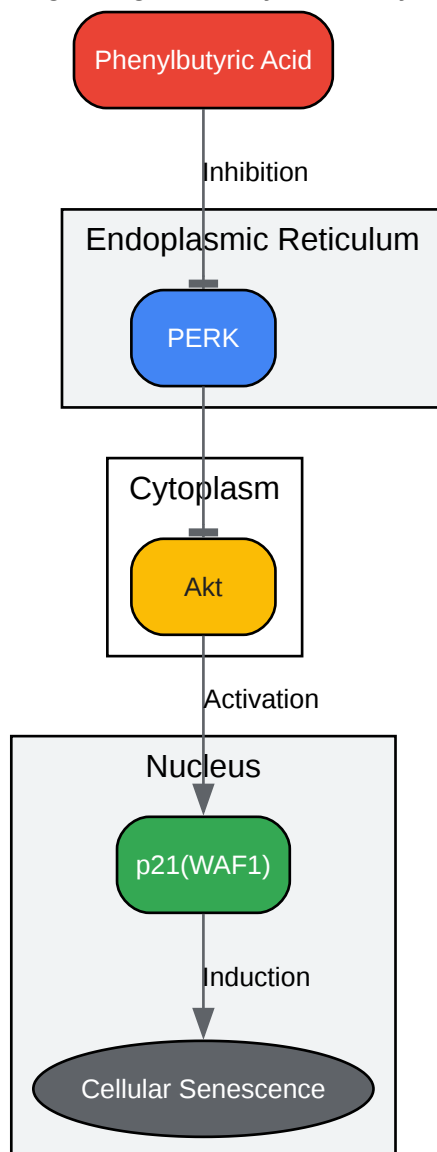 Phenylbutyric Acid
Inhibition
Endoplasmic Reticulum
PERK
Cytoplasm
Akt
Activation
Nucleus
p21(WAF1)
Induction
Cellular Senescence